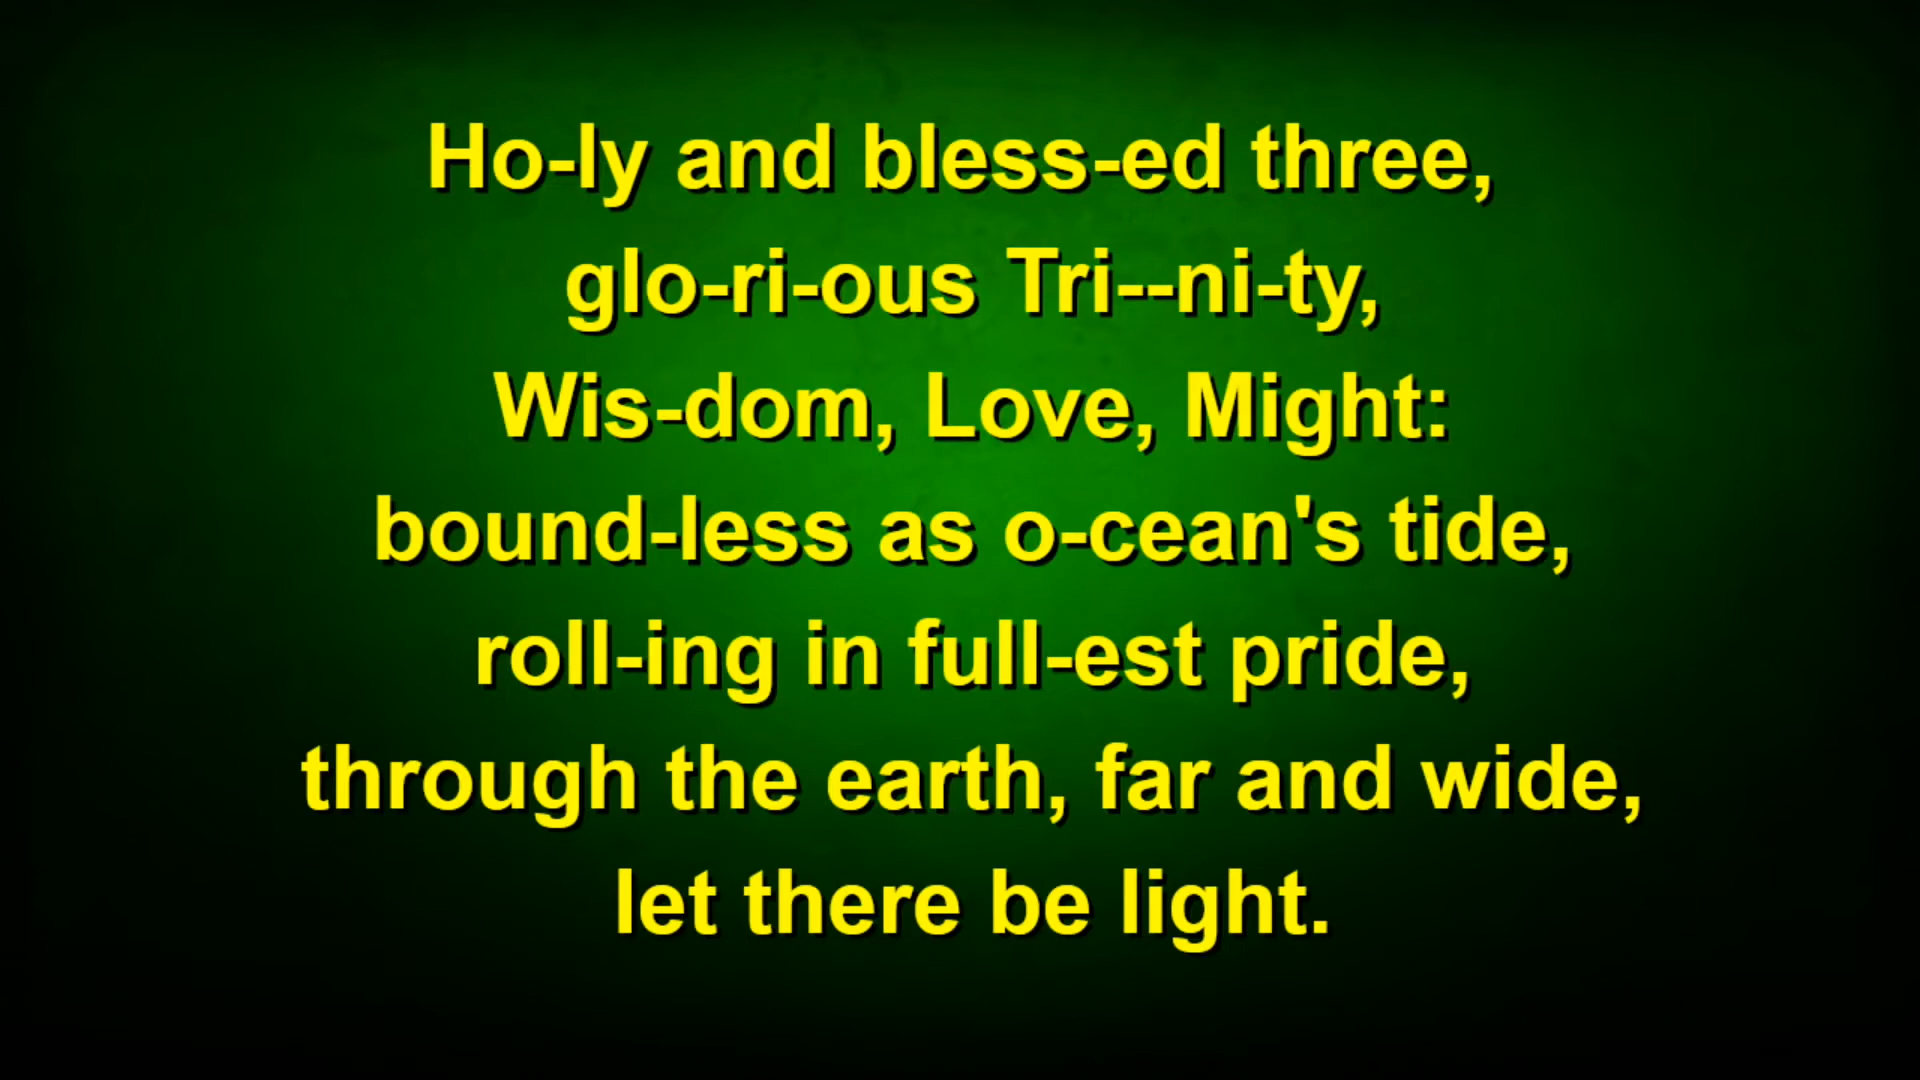 Ho-ly and bless-ed three,
glo-ri-ous Tri--ni-ty,
Wis-dom, Love, Might:
bound-less as o-cean's tide,
roll-ing in full-est pride,
through the earth, far and wide,
let there be light.